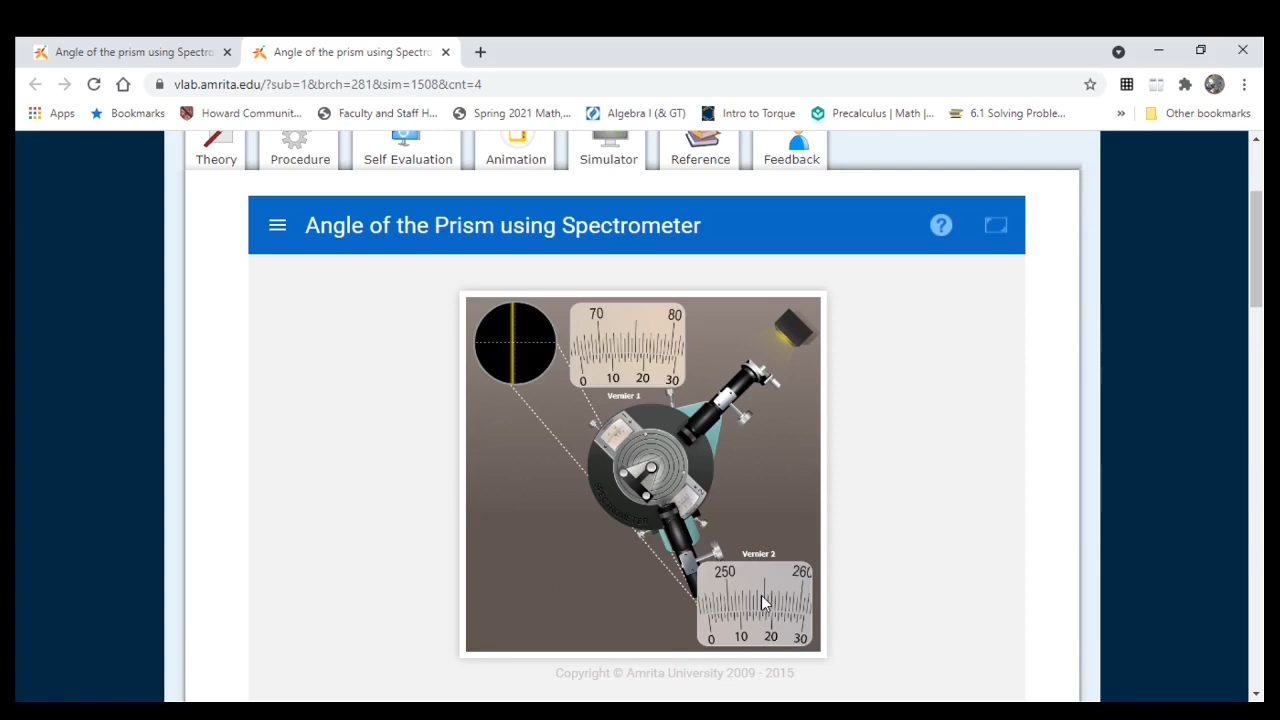 Angle of the prism using Spectro
Angle of the prism using Spectro
vlab.amrita.edu/?sub=1&brch=281&sim=1508&cnt=4
Apps Bookmarks Howard Communit... Faculty and Staff H... Spring 2021 Math,... Algebra I (& GT) Intro to Torque Precalculus | Math |... 6.1 Solving Proble... » Other bookmarks
Theory Procedure Self Evaluation Animation Simulator Reference Feedback
Angle of the Prism using Spectrometer
70 80
0 10 20 30
Vernier 1
SPECTROMETER
Vernier 2
250 260
0 10 20 30
Copyright © Amrita University 2009 - 2015